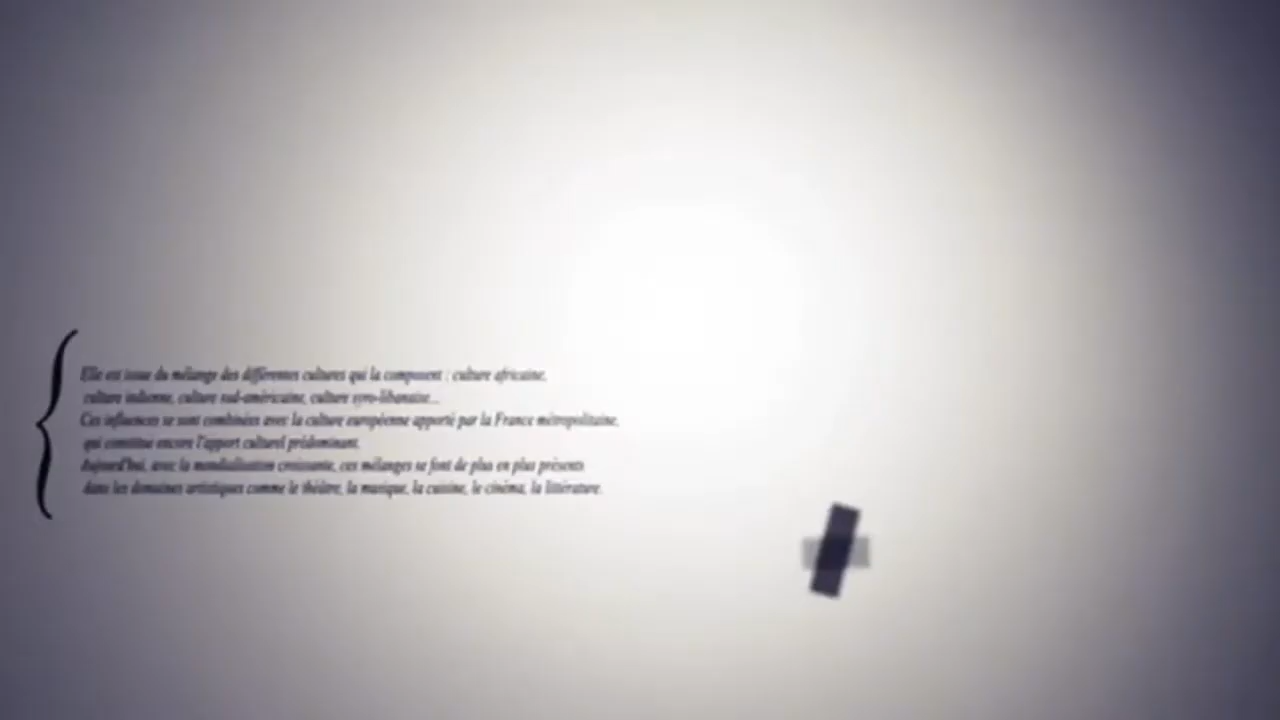 Elle est issue du mélange des différentes cultures qui la composent : culture africaine,
culture indienne, culture sud-américaine, culture syro-libanaise...
Ces influences se sont combinées avec la culture européenne apporté par la France métropolitaine,
qui constitue encore l'apport culturel prédominant.
Aujourd'hui, avec la mondialisation croissante, ces mélanges se font de plus en plus présents
dans les domaines artistiques comme le théâtre, la musique, la cuisine, le cinéma, la littérature.